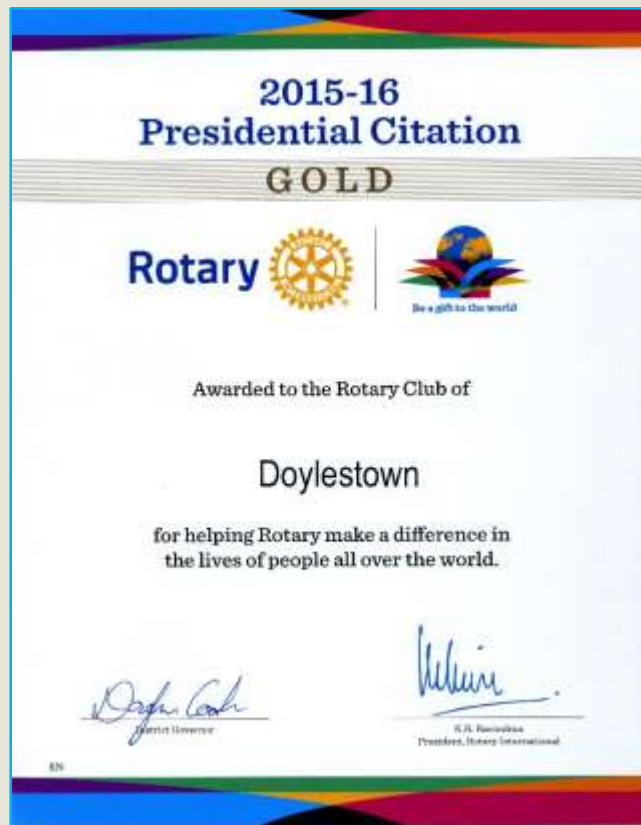 2015-16
Presidential Citation
GOLD
Rotary
Be a gift to the world
Awarded to the Rotary Club of
Doylestown
for helping Rotary make a difference in
the lives of people all over the world.
District Governor
K.R. Ravindran
President, Rotary International
EN